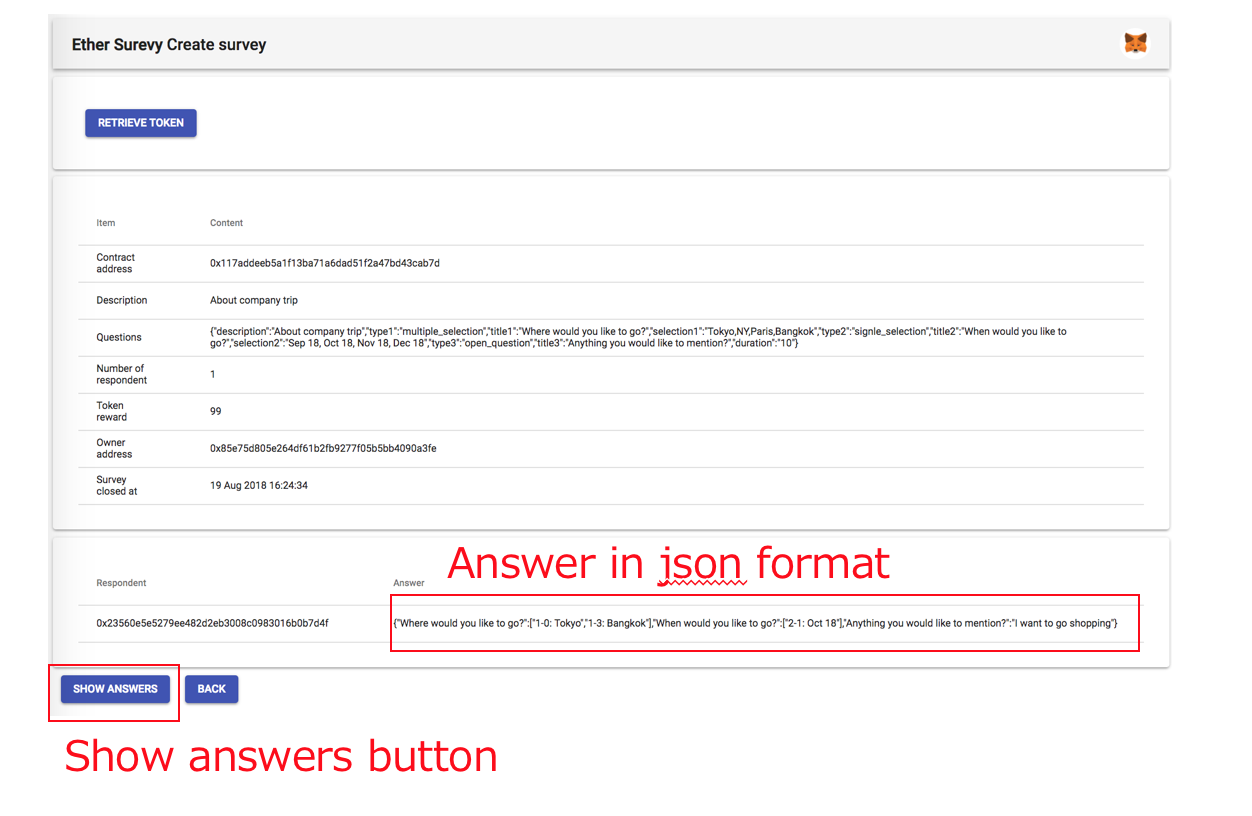 Ether Surevy Create survey
RETRIEVE TOKEN
Item Content
Contract
address
0x117addeeb5a1f13ba71a6dad51f2a47bd43cab7d
Description About company trip
Questions
{"description":"About company trip","type1":"multiple_selection","title1":"Where would you like to go?","selection1":"Tokyo,NY,Paris,Bangkok","type2":"signle_selection","title2":"When would you like to
go?","selection2":"Sep 18, Oct 18, Nov 18, Dec 18","type3":"open_question","title3":"Anything you would like to mention?","duration":"10"}
Number of
respondent
1
Token
reward
99
Owner
address
0x85e75d805e264df61b2fb9277f05b5bb4090a3fe
Survey
closed at
19 Aug 2018 16:24:34
Answer in json format
Respondent Answer
0x23560e5e5279ee482d2eb3008c0983016b0b7d4f {"Where would you like to go?":["1-0: Tokyo","1-3: Bangkok"],"When would you like to go?":["2-1: Oct 18"],"Anything you would like to mention?":"I want to go shopping"}
SHOW ANSWERS BACK
Show answers button